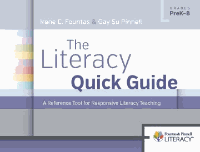 GRADES
PreK–8
Irene C. Fountas & Gay Su Pinnell
The
Literacy
Quick Guide
A Reference Tool for Responsive Literacy Teaching
Fountas & Pinnell
LITERACY